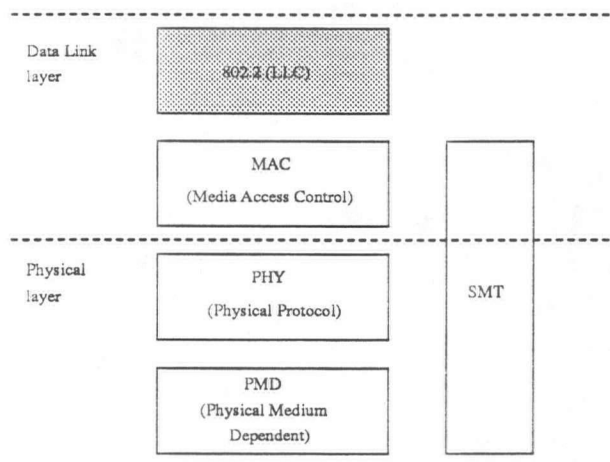 Data Link
layer
802.2 (LLC)
MAC
(Media Access Control)
Physical
layer
PHY
(Physical Protocol)
SMT
PMD
(Physical Medium
Dependent)